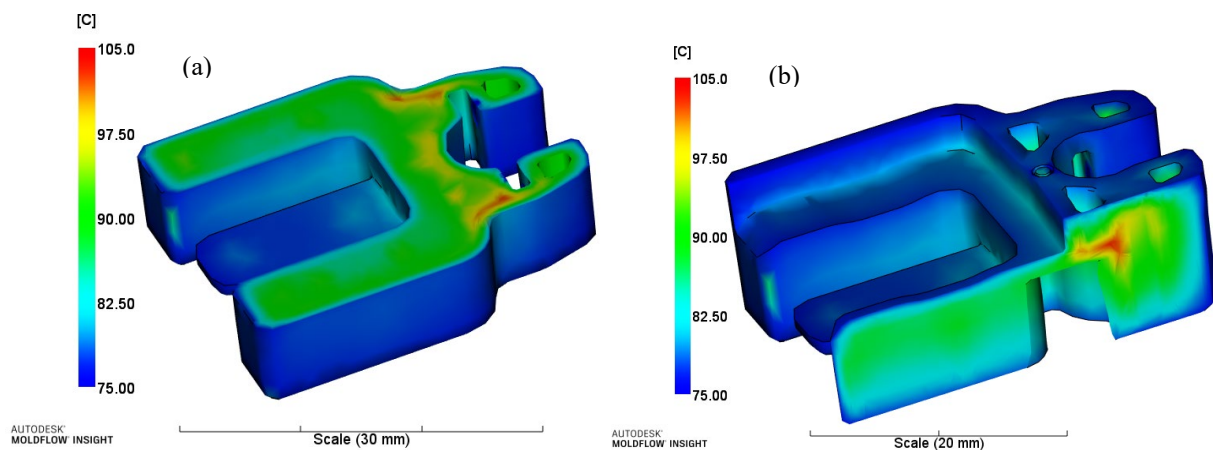 [C]
105.0
(a)
97.50
90.00
82.50
75.00
AUTODESK®
MOLDFLOW® INSIGHT
Scale (30 mm)
[C]
105.0
(b)
97.50
90.00
82.50
75.00
AUTODESK®
MOLDFLOW® INSIGHT
Scale (20 mm)